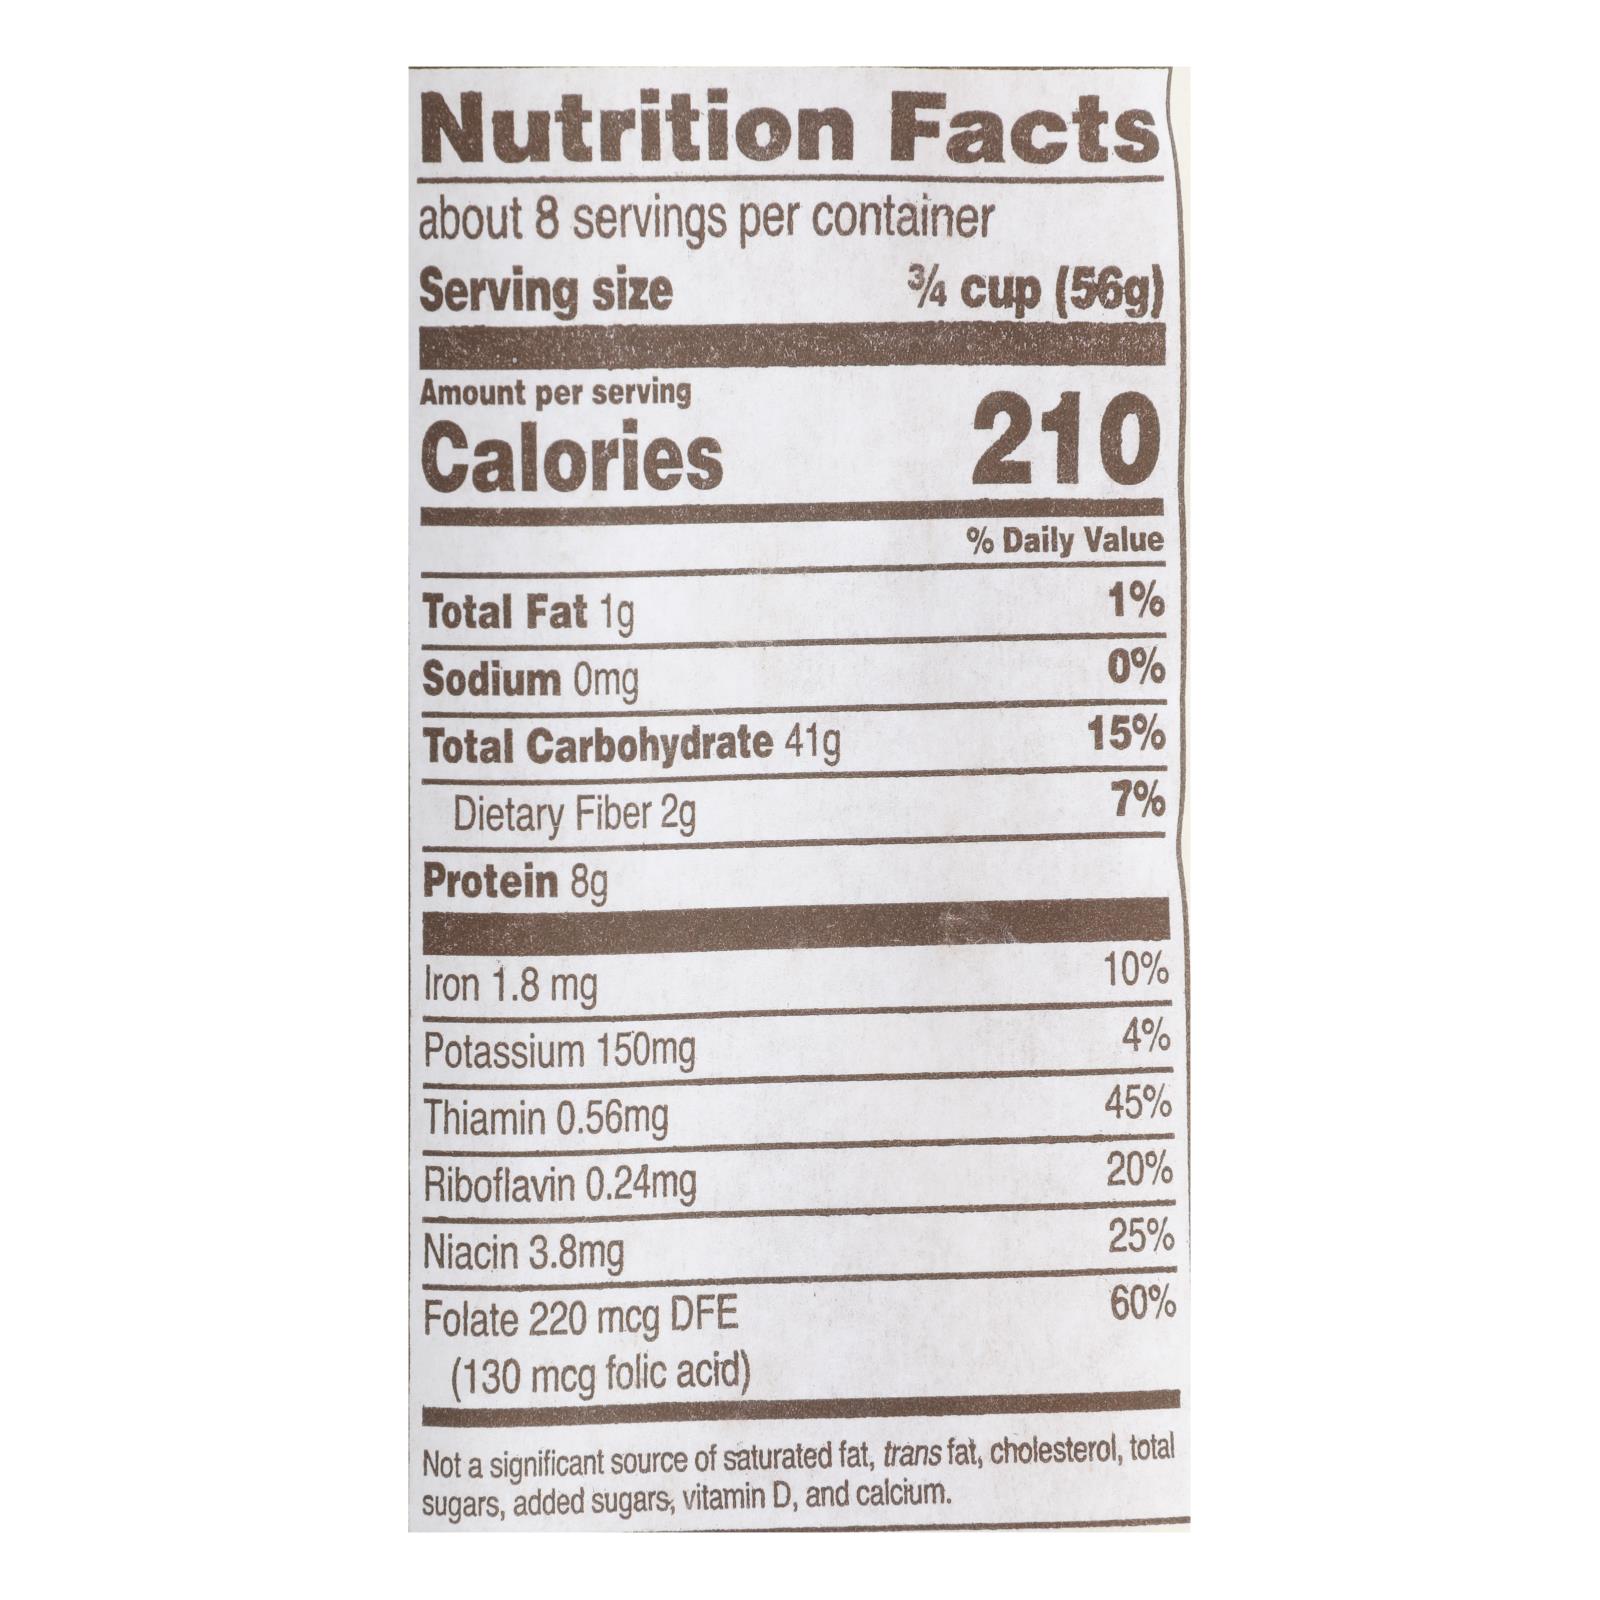 Nutrition Facts
about 8 servings per container
Serving size ¾ cup (56g)
Amount per serving
Calories 210
% Daily Value
Total Fat 1g 1%
Sodium 0mg 0%
Total Carbohydrate 41g 15%
Dietary Fiber 2g 7%
Protein 8g
Iron 1.8 mg 10%
Potassium 150mg 4%
Thiamin 0.56mg 45%
Riboflavin 0.24mg 20%
Niacin 3.8mg 25%
Folate 220 mcg DFE 60%
(130 mcg folic acid)
Not a significant source of saturated fat, trans fat, cholesterol, total
sugars, added sugars, vitamin D, and calcium.